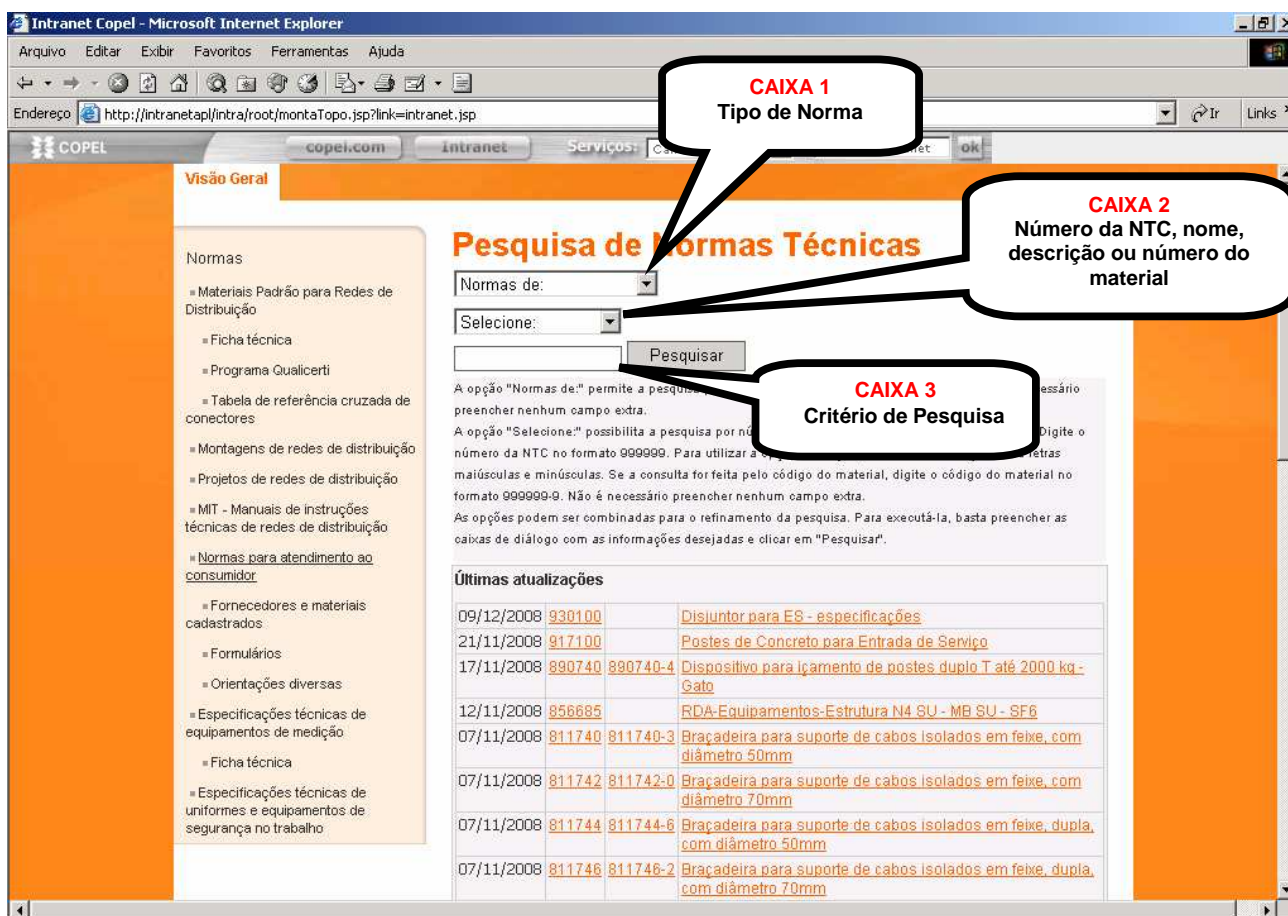 Intranet Copel - Microsoft Internet Explorer
Arquivo Editar Exibir Favoritos Ferramentas Ajuda
Endereço http://intranetapl/intra/root/montaTopo.jsp?link=intranet.jsp Ir Links
COPEL copel.com Intranet Serviços: ok
CAIXA 1
Tipo de Norma
Visão Geral
CAIXA 2
Número da NTC, nome,
descrição ou número do
material
Normas
Materiais Padrão para Redes de
Distribuição
Ficha técnica
Programa Qualicerti
Tabela de referência cruzada de
conectores
Montagens de redes de distribuição
Projetos de redes de distribuição
MIT - Manuais de instruções
técnicas de redes de distribuição
Normas para atendimento ao
consumidor
Fornecedores e materiais
cadastrados
Formulários
Orientações diversas
Especificações técnicas de
equipamentos de medição
Ficha técnica
Especificações técnicas de
uniformes e equipamentos de
segurança no trabalho
Pesquisa de Normas Técnicas
Normas de:
Selecione:
Pesquisar
CAIXA 3
Critério de Pesquisa
A opção "Normas de:" permite a
preencher nenhum campo extra.
A opção "Selecione:" possibilita a pesquisa por Digite o
número da NTC no formato 999999. Para utilizar a letras
maiúsculas e minúsculas. Se a consulta for feita pelo código do material, digite o código do material no
formato 999999-9. Não é necessário preencher nenhum campo extra.
As opções podem ser combinadas para o refinamento da pesquisa. Para executá-la, basta preencher as
caixas de diálogo com as informações desejadas e clicar em "Pesquisar".
Últimas atualizações
09/12/2008 930100 Disjuntor para ES - especificações
21/11/2008 917100 Postes de Concreto para Entrada de Serviço
17/11/2008 890740 890740-4 Dispositivo para içamento de postes duplo T até 2000 kg -
Gato
12/11/2008 856685 RDA-Equipamentos-Estrutura N4 SU - MB SU - SF6
07/11/2008 811740 811740-3 Braçadeira para suporte de cabos isolados em feixe, com
diâmetro 50mm
07/11/2008 811742 811742-0 Braçadeira para suporte de cabos isolados em feixe, com
diâmetro 70mm
07/11/2008 811744 811744-6 Braçadeira para suporte de cabos isolados em feixe, dupla,
com diâmetro 50mm
07/11/2008 811746 811746-2 Braçadeira para suporte de cabos isolados em feixe, dupla,
com diâmetro 70mm